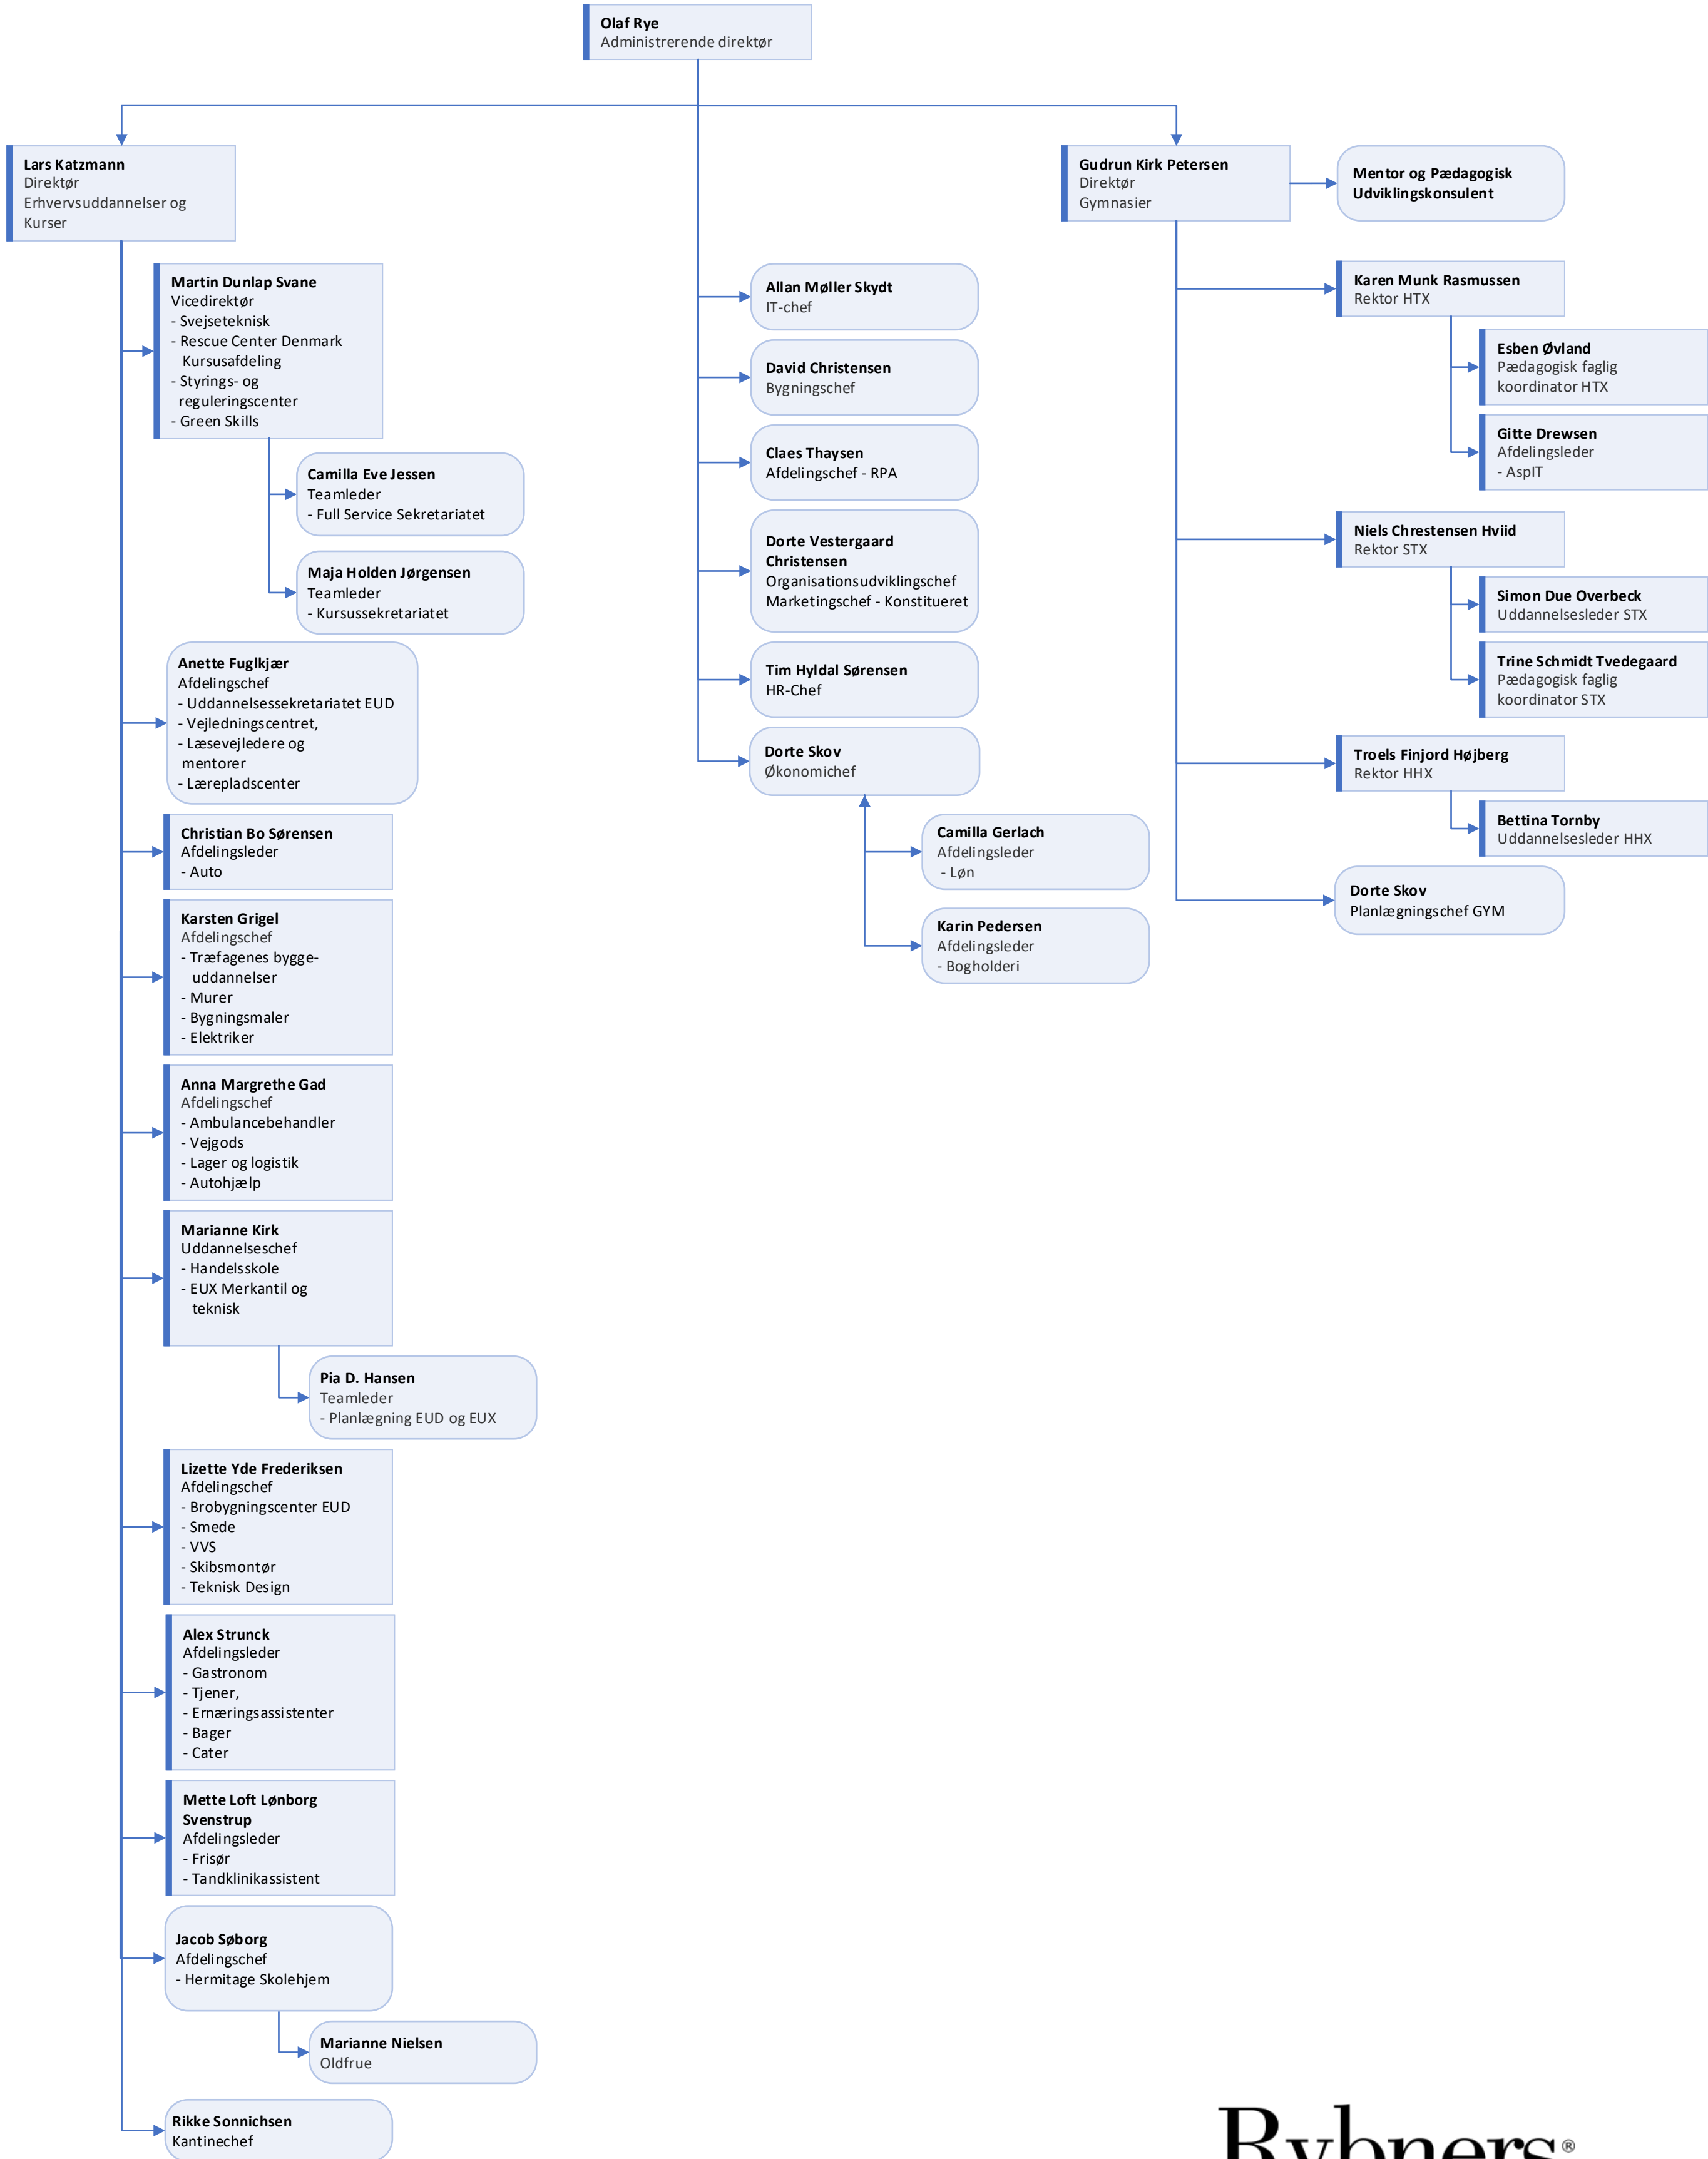 Olaf Rye
Administrerende direktør
Lars Katzmann
Direktør
Erhvervsuddannelser og
Kurser
Martin Dunlap Svane
Vicedirektør
- Svejseteknisk
- Rescue Center Denmark
Kursusafdeling
- Styrings- og
reguleringscenter
- Green Skills
Camilla Eve Jessen
Teamleder
- Full Service Sekretariatet
Maja Holden Jørgensen
Teamleder
- Kursussekretariatet
Anette Fuglkjær
Afdelingschef
- Uddannelsessekretariatet EUD
- Vejledningscentret,
- Læsevejledere og
mentorer
- Lærepladscenter
Christian Bo Sørensen
Afdelingsleder
- Auto
Karsten Grigel
Afdelingschef
- Træfagenes bygge-
uddannelser
- Murer
- Bygningsmaler
- Elektriker
Anna Margrethe Gad
Afdelingschef
- Ambulancebehandler
- Vejgods
- Lager og logistik
- Autohjælp
Marianne Kirk
Uddannelseschef
- Handelsskole
- EUX Merkantil og
teknisk
Pia D. Hansen
Teamleder
- Planlægning EUD og EUX
Lizette Yde Frederiksen
Afdelingschef
- Brobygningscenter EUD
- Smede
- VVS
- Skibsmontør
- Teknisk Design
Alex Strunck
Afdelingsleder
- Gastronom
- Tjener,
- Ernæringsassistenter
- Bager
- Cater
Mette Loft Lønborg
Svenstrup
Afdelingsleder
- Frisør
- Tandklinikassistent
Jacob Søborg
Afdelingschef
- Hermitage Skolehjem
Marianne Nielsen
Oldfrue
Rikke Sonnichsen
Kantinechef
Allan Møller Skydt
IT-chef
David Christensen
Bygningschef
Claes Thaysen
Afdelingschef - RPA
Dorte Vestergaard
Christensen
Organisationsudviklingschef
Marketingschef - Konstitueret
Tim Hyldal Sørensen
HR-Chef
Dorte Skov
Økonomichef
Camilla Gerlach
Afdelingsleder
- Løn
Karin Pedersen
Afdelingsleder
- Bogholderi
Gudrun Kirk Petersen
Direktør
Gymnasier
Mentor og Pædagogisk
Udviklingskonsulent
Karen Munk Rasmussen
Rektor HTX
Esben Øvland
Pædagogisk faglig
koordinator HTX
Gitte Drewsen
Afdelingsleder
- AspIT
Niels Chrestensen Hviid
Rektor STX
Simon Due Overbeck
Uddannelsesleder STX
Trine Schmidt Tvedegaard
Pædagogisk faglig
koordinator STX
Troels Finjord Højberg
Rektor HHX
Bettina Tornby
Uddannelsesleder HHX
Dorte Skov
Planlægningschef GYM
Rybners®